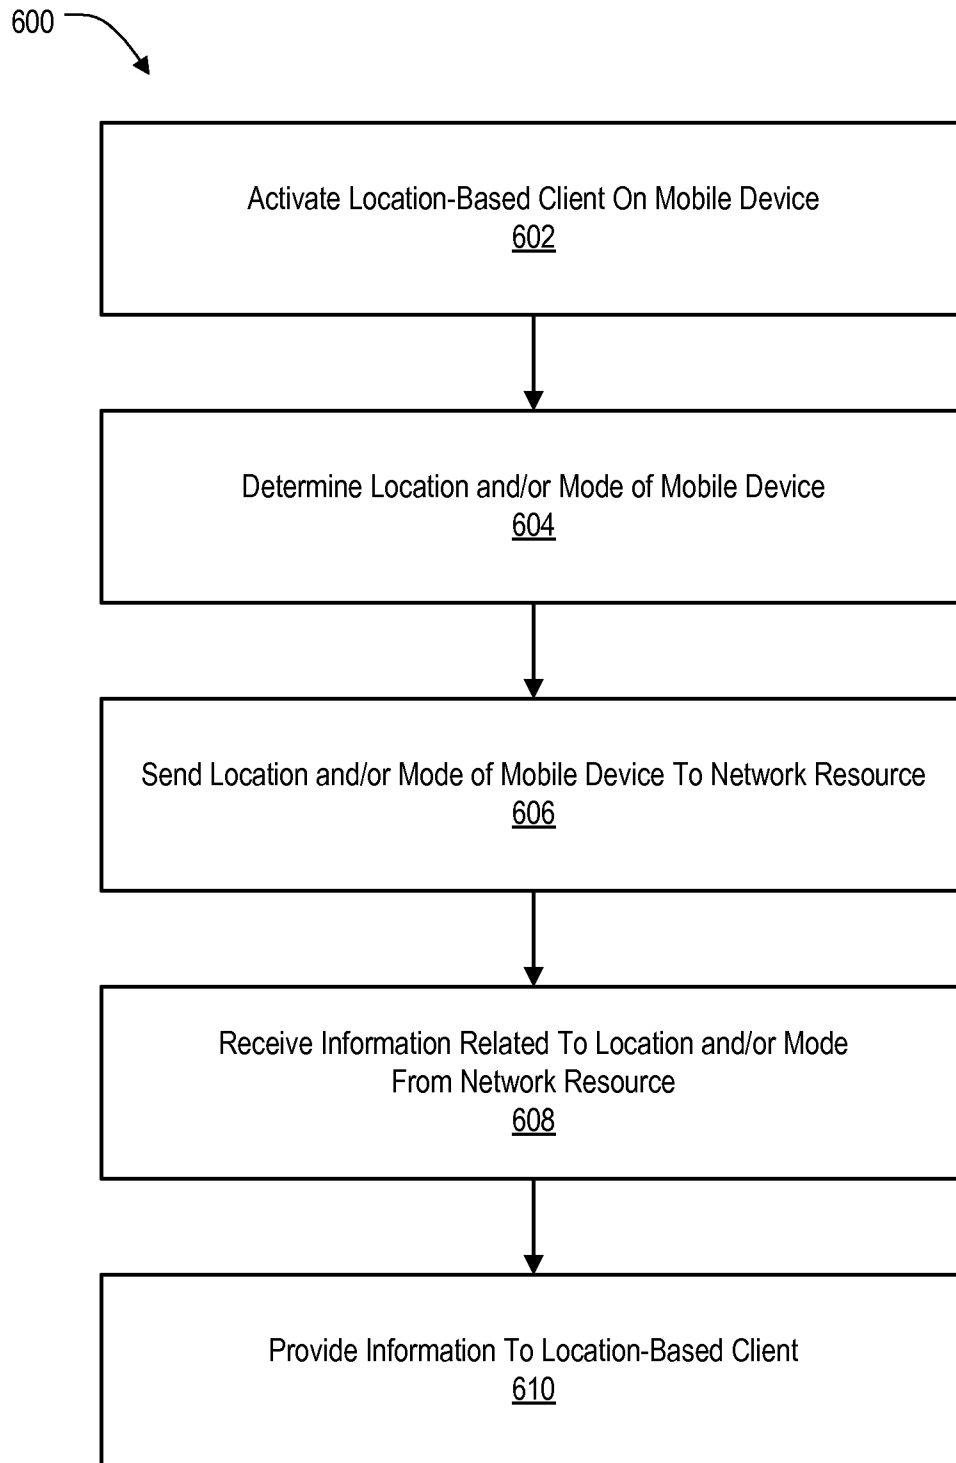 600
Activate Location-Based Client On Mobile Device
602
Determine Location and/or Mode of Mobile Device
604
Send Location and/or Mode of Mobile Device To Network Resource
606
Receive Information Related To Location and/or Mode
From Network Resource
608
Provide Information To Location-Based Client
610